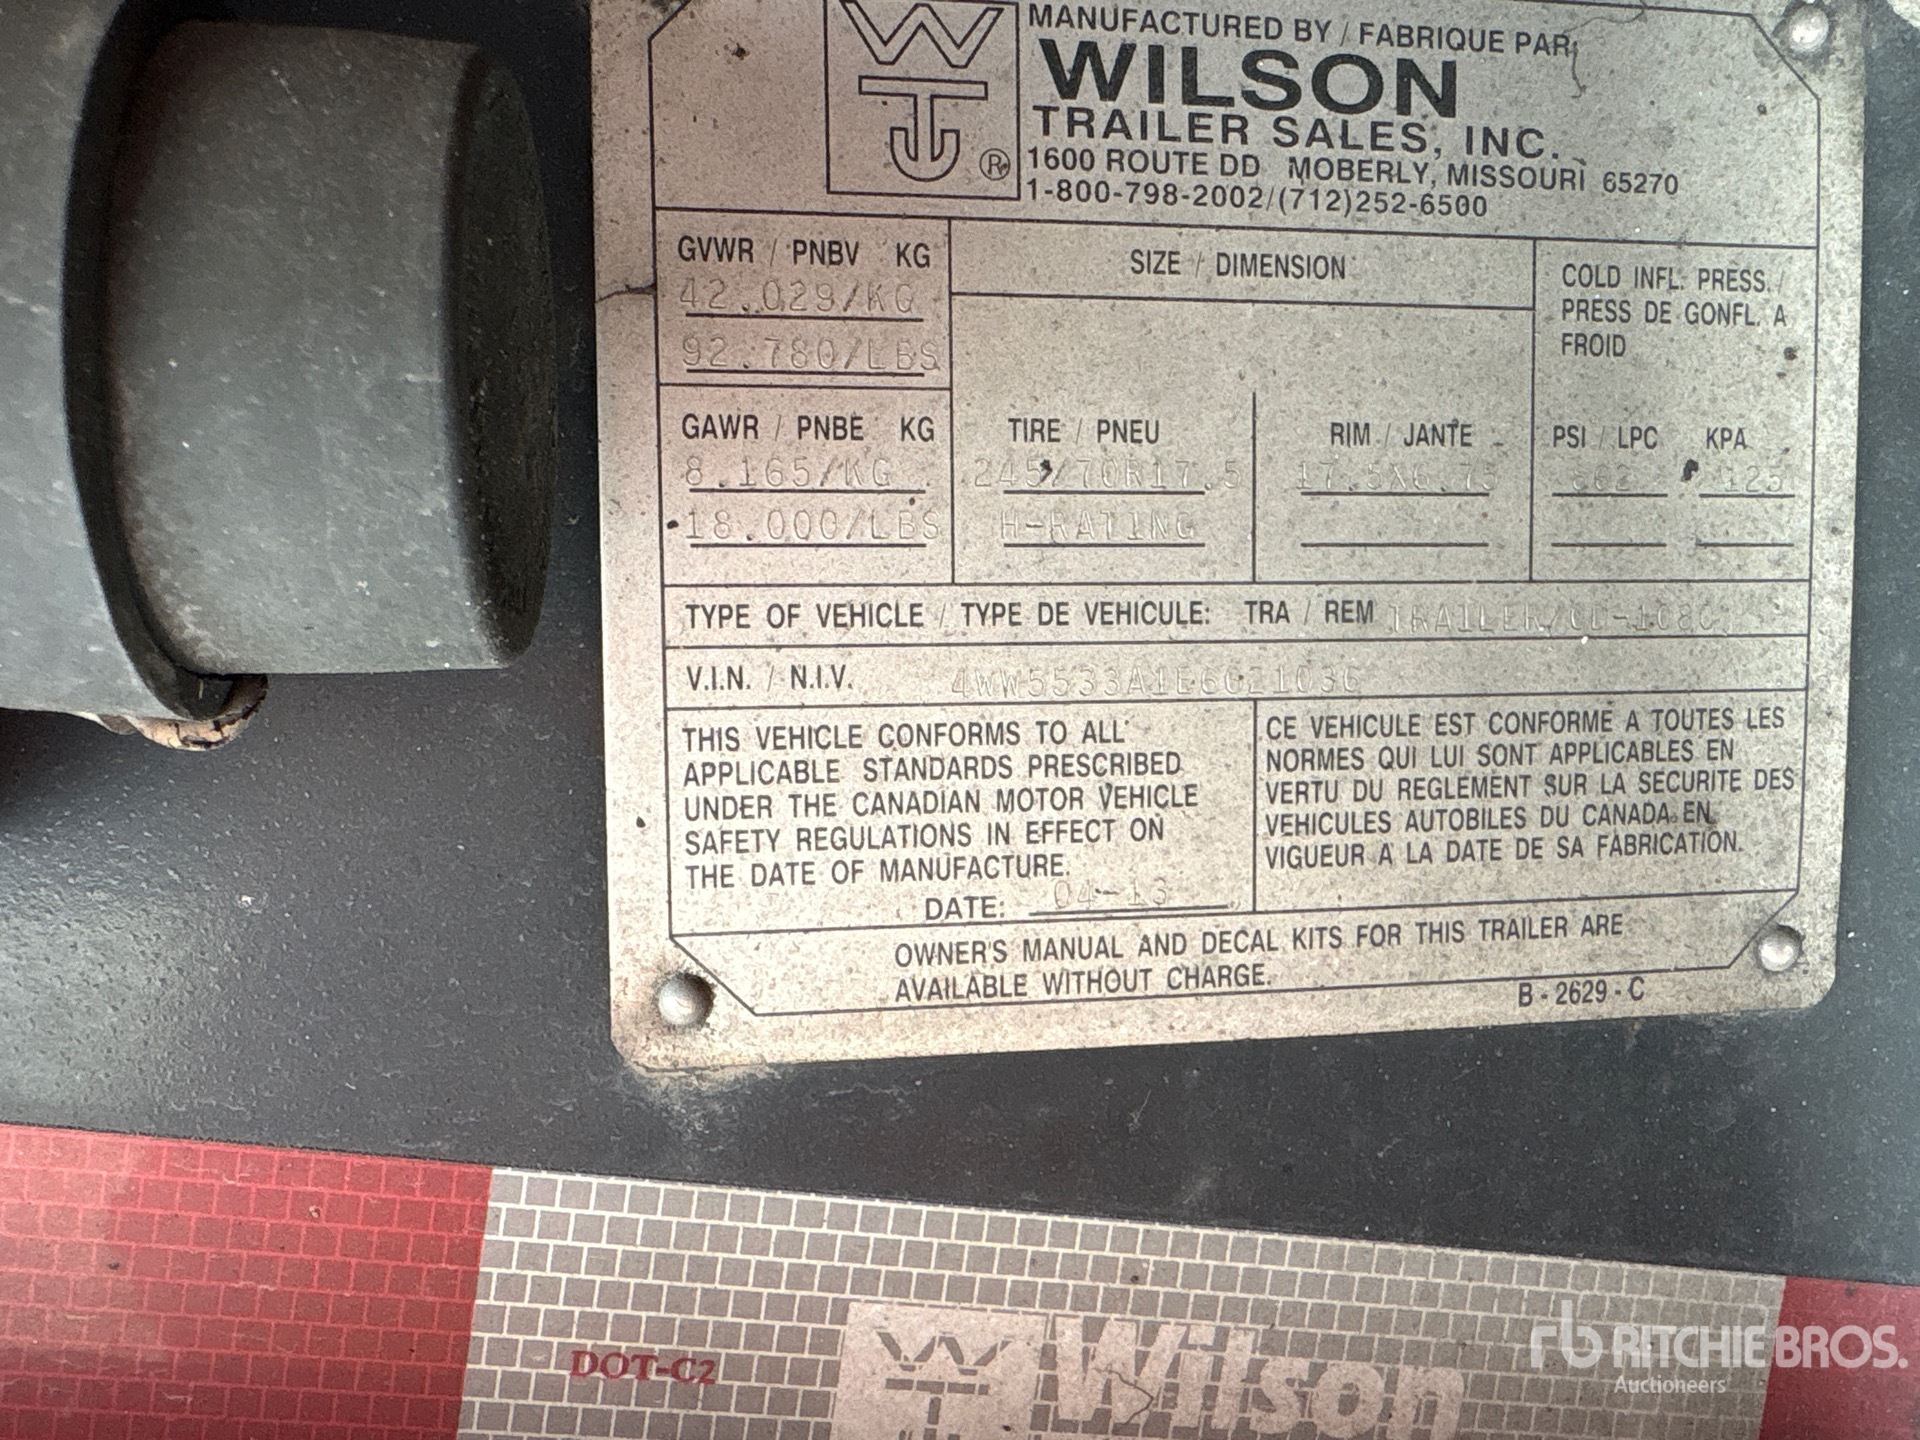 MANUFACTURED BY / FABRIQUE PAR:
WILSON
TRAILER SALES, INC.
®
1600 ROUTE DD MOBERLY, MISSOURI 65270
1-800-798-2002/(712)252-6500
GVWR / PNBV KG
42.029/KG
92.780/LBS
SIZE / DIMENSION
COLD INFL. PRESS. /
PRESS DE GONFL. A
FROID
GAWR / PNBE KG
8.165/KG
18.000/LBS
TIRE / PNEU
245/70R17.5
H-RATING
RIM / JANTE
17.5X6.75
PSI / LPC KPA
862 125
TYPE OF VEHICLE / TYPE DE VEHICULE: TRA / REM TRAILER/
V.I.N. / N.I.V.
THIS VEHICLE CONFORMS TO ALL
APPLICABLE STANDARDS PRESCRIBED
UNDER THE CANADIAN MOTOR VEHICLE
SAFETY REGULATIONS IN EFFECT ON
THE DATE OF MANUFACTURE.
DATE: 04-13
CE VEHICULE EST CONFORME A TOUTES LES
NORMES QUI LUI SONT APPLICABLES EN
VERTU DU REGLEMENT SUR LA SECURITE DES
VEHICULES AUTOBILES DU CANADA EN
VIGUEUR A LA DATE DE SA FABRICATION.
OWNER'S MANUAL AND DECAL KITS FOR THIS TRAILER ARE
AVAILABLE WITHOUT CHARGE.
B - 2629 - C
DOT-C2
Wilson
rb RITCHIE BROS.
Auctioneers